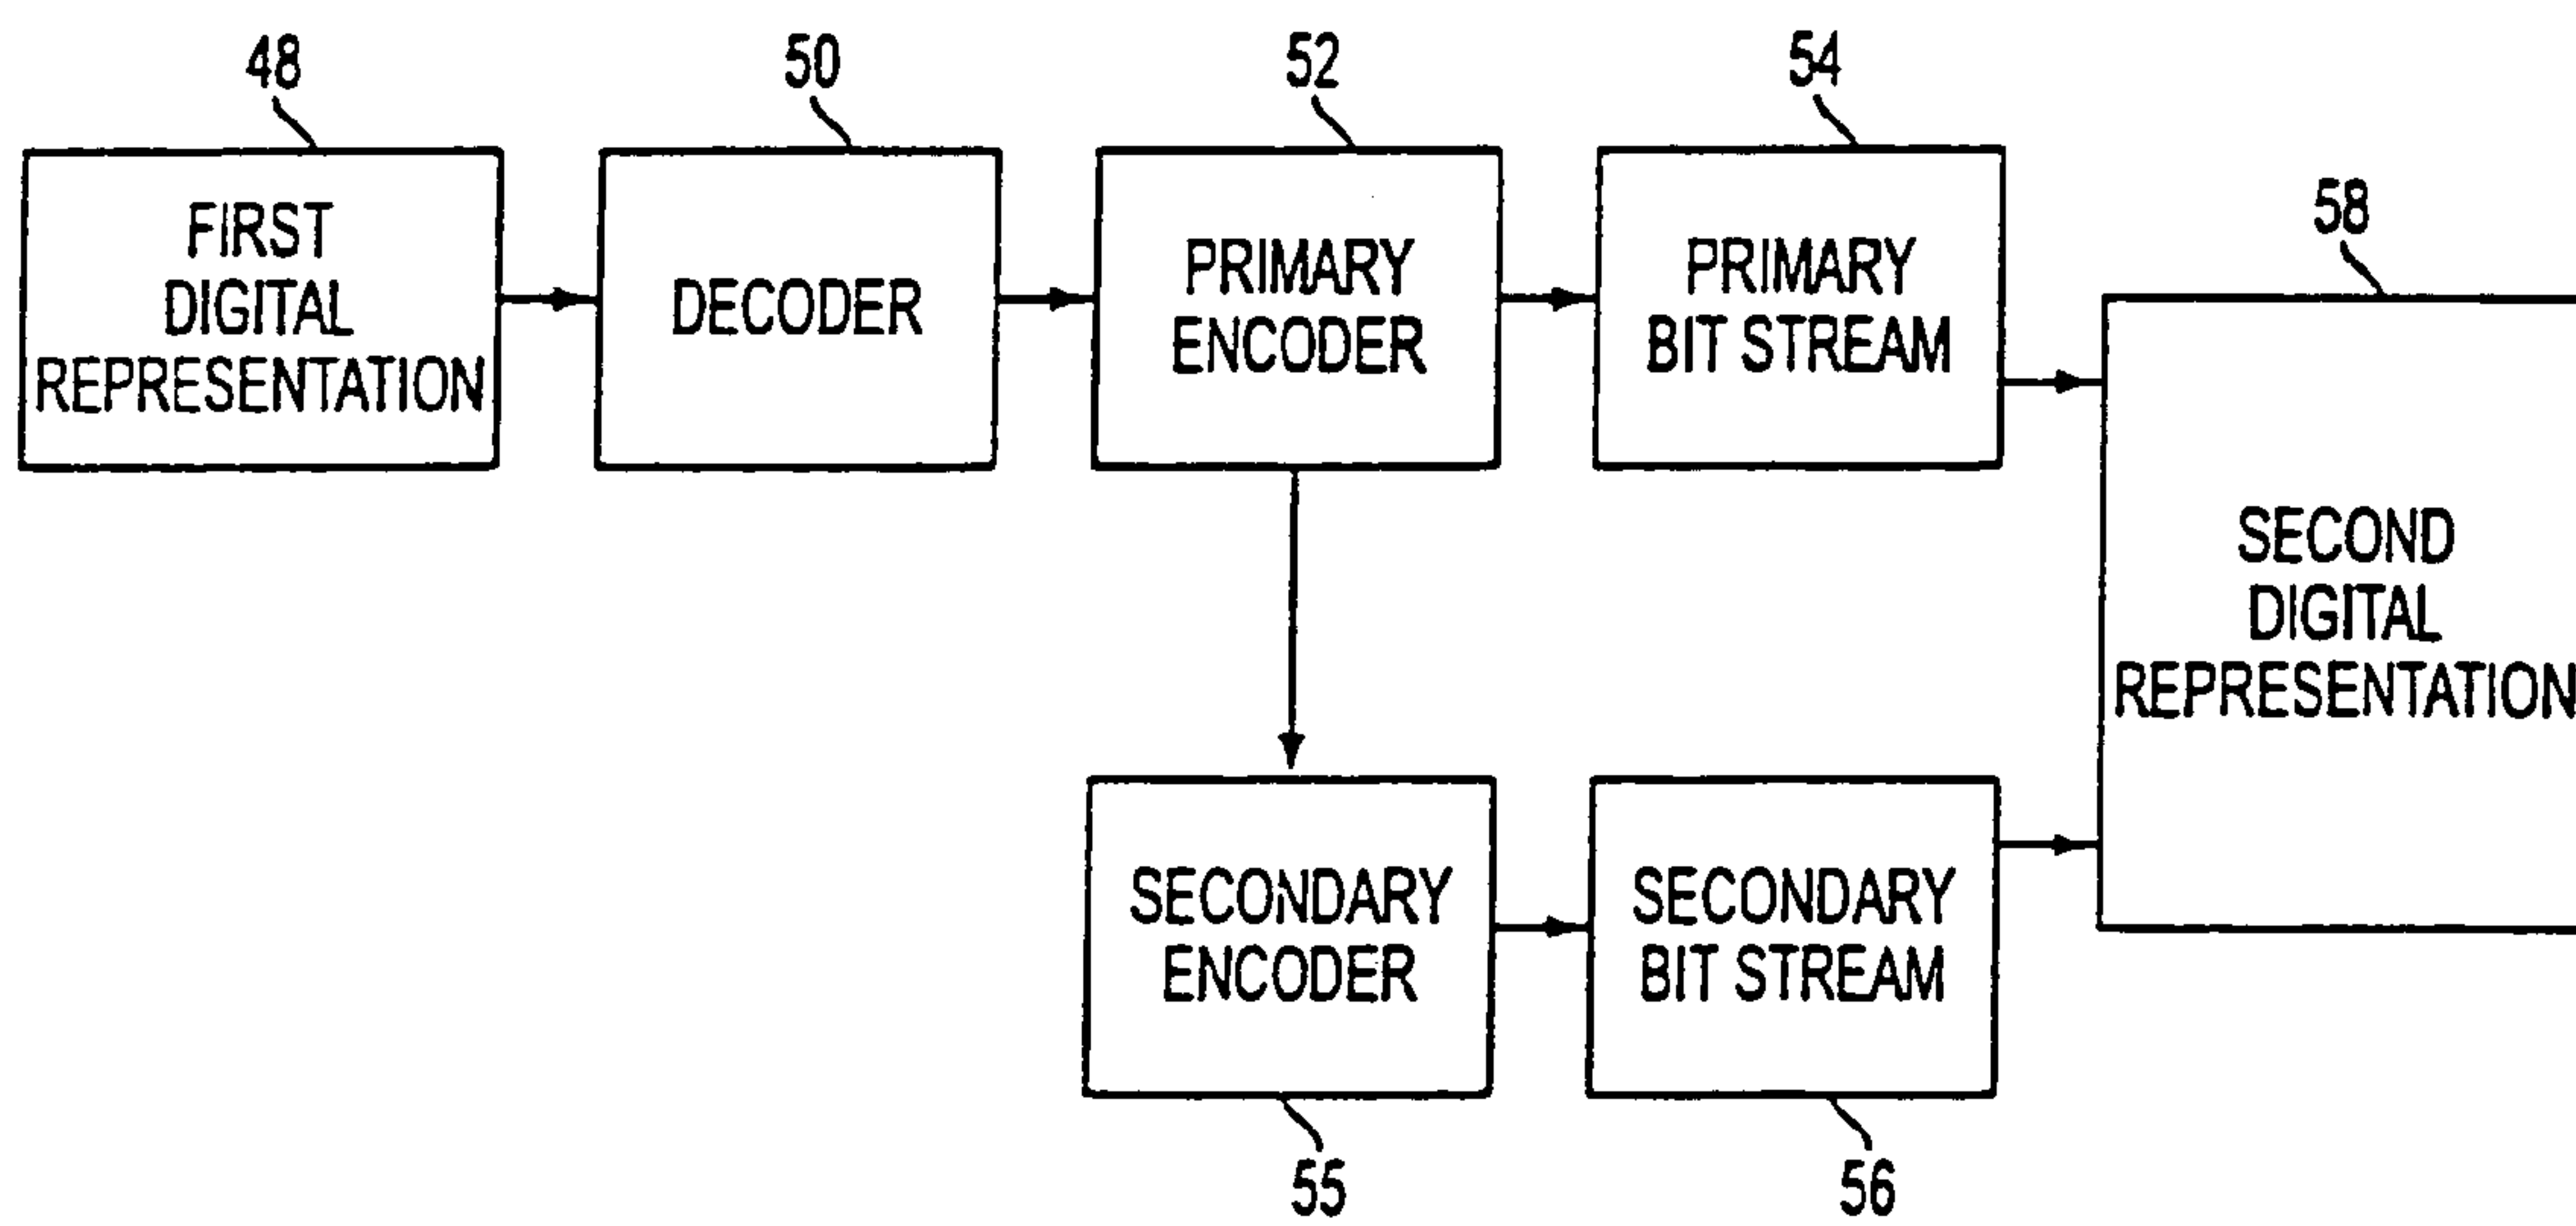 48
50
52
54
58
FIRST
DIGITAL
REPRESENTATION
DECODER
PRIMARY
ENCODER
PRIMARY
BIT STREAM
SECOND
DIGITAL
REPRESENTATION
SECONDARY
ENCODER
SECONDARY
BIT STREAM
55
56